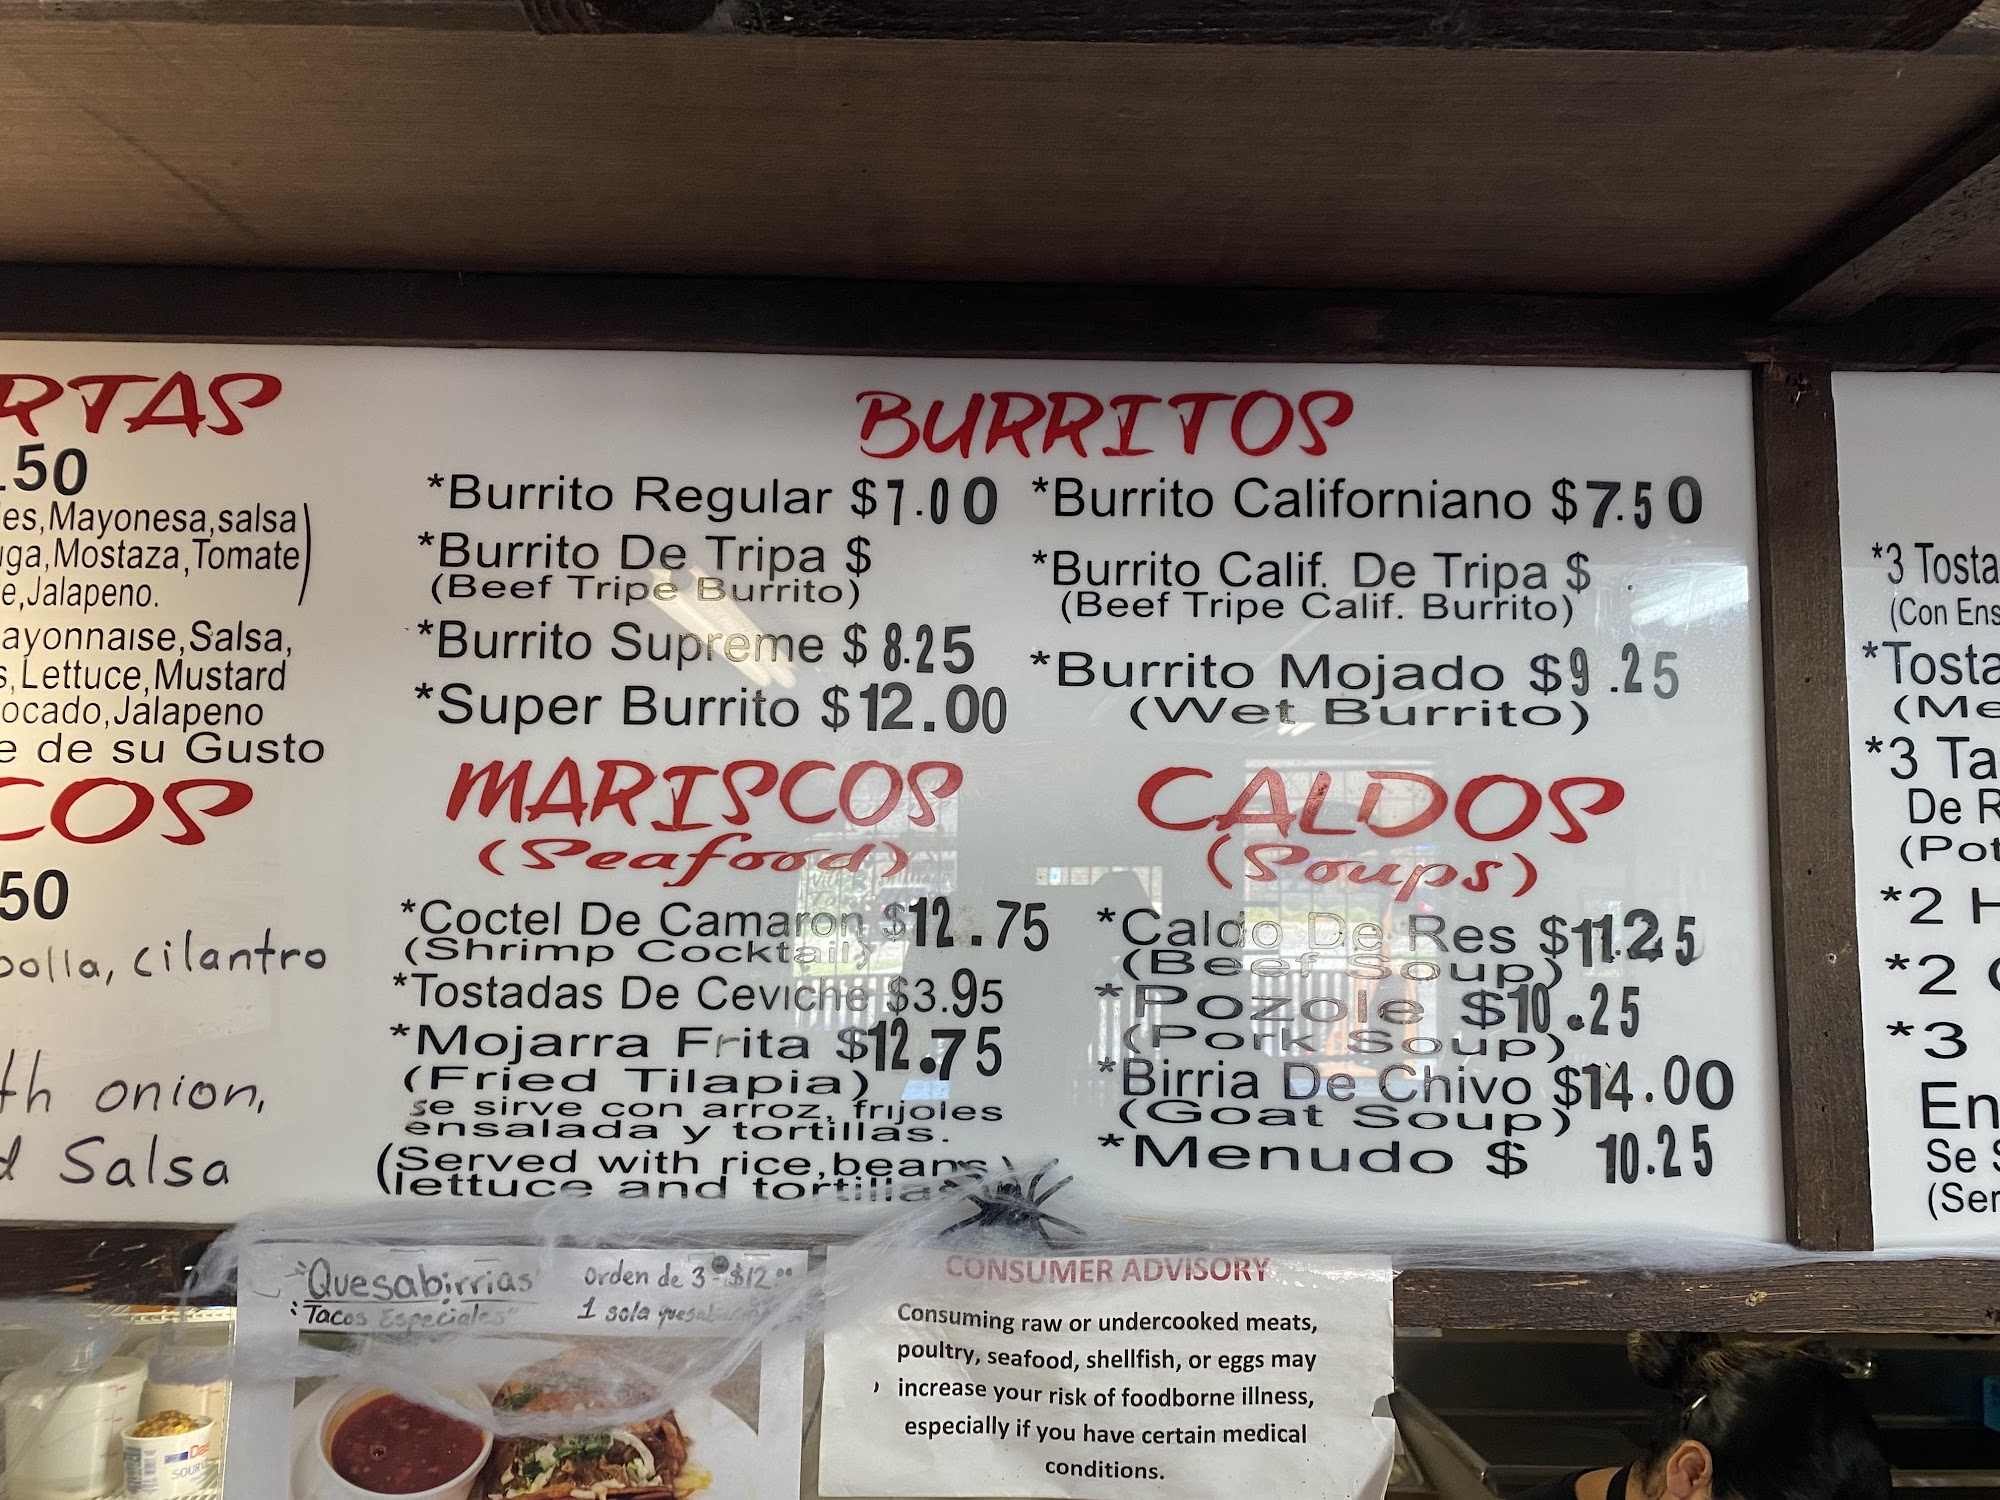 RTAS
.50
les,Mayonesa,salsa
uga,Mostaza,Tomate
e,Jalapeno.
ayonnaise,Salsa,
s,Lettuce,Mustard
ocado,Jalapeno
e de su Gusto
COS
50
bolla, cilantro
th onion,
d Salsa
BURRITOS
*Burrito Regular $7.00
*Burrito De Tripa $
(Beef Tripe Burrito)
*Burrito Supreme $8.25
*Super Burrito $12.00
*Burrito Californiano $7.50
*Burrito Calif. De Tripa $
(Beef Tripe Calif. Burrito)
*Burrito Mojado $9.25
(Wet Burrito)
MARISCOS
(Seafood)
*Coctel De Camaron $12.75
(Shrimp Cocktail)
*Tostadas De Ceviche $3.95
*Mojarra Frita $12.75
(Fried Tilapia)
se sirve con arroz, frijoles
ensalada y tortillas.
(Served with rice,beans,
lettuce and tortillas)
CALDOS
(Soups)
*Caldo De Res $11.25
(Beef Soup)
*Pozole $10.25
(Pork Soup)
*Birria De Chivo $14.00
(Goat Soup)
*Menudo $ 10.25
*3 Tosta
(Con Ens
*Tosta
(Me
*3 Ta
De R
(Pot
*2 H
*2
*3
En
Se S
(Ser
Quesabirrias
"Tacos Especiales"
orden de 3 - $12.00
1 sola
CONSUMER ADVISORY
Consuming raw or undercooked meats,
poultry, seafood, shellfish, or eggs may
increase your risk of foodborne illness,
especially if you have certain medical
conditions.
SOUR